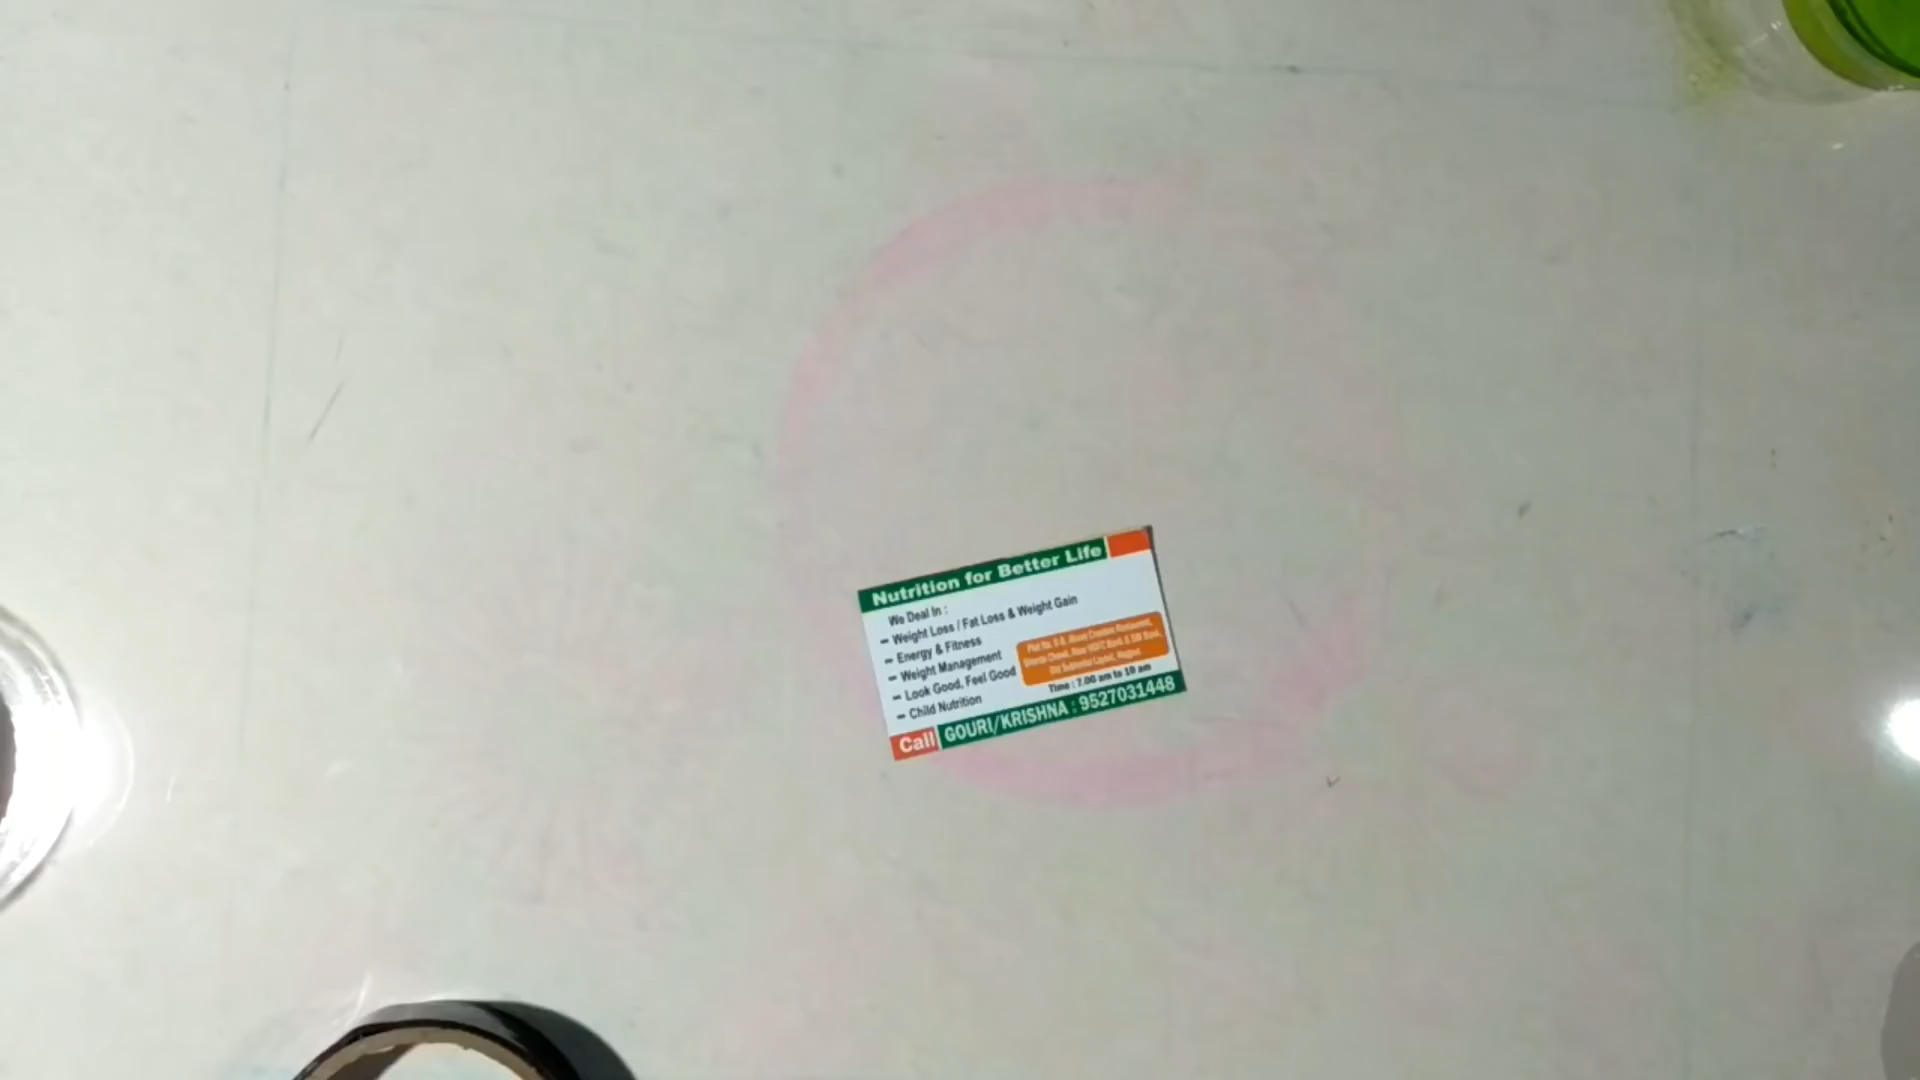 Nutrition for Better Life
We Deal In :
– Weight Loss / Fat Loss & Weight Gain
– Energy & Fitness
– Weight Management
– Look Good, Feel Good
– Child Nutrition
Time : 7.00 am to 10 am
Call GOURI/KRISHNA : 9527031448